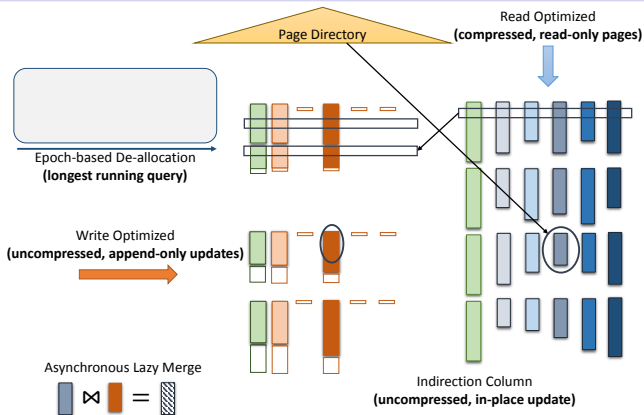 Page Directory
Read Optimized
(compressed, read-only pages)
Epoch-based De-allocation
(longest running query)
Write Optimized
(uncompressed, append-only updates)
Asynchronous Lazy Merge
⋈ =
Indirection Column
(uncompressed, in-place update)